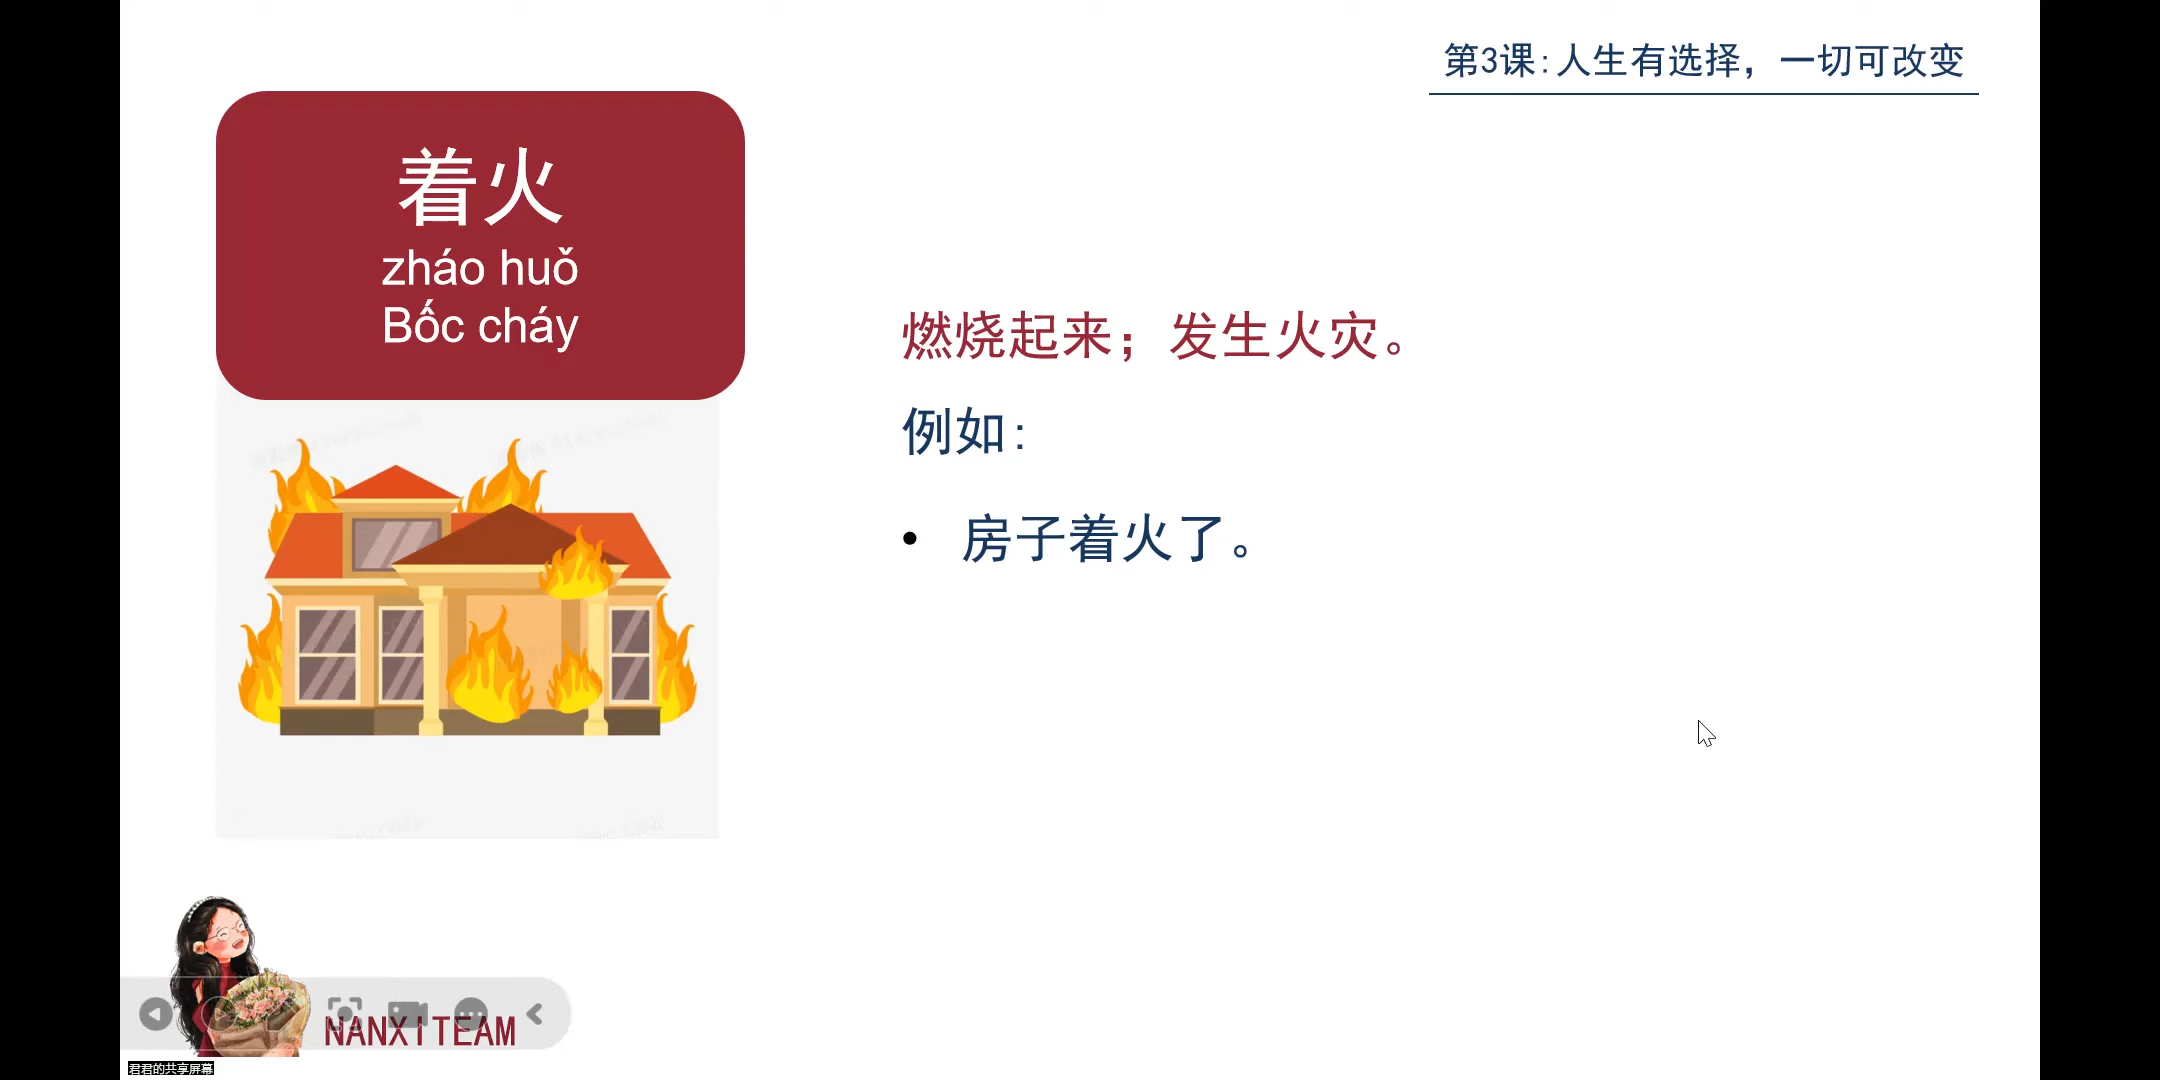 第3课:人生有选择，一切可改变
着火
zháo huǒ
Bốc cháy
燃烧起来；发生火灾。
例如:
• 房子着火了。
NANXITEAM
君君的共享屏幕